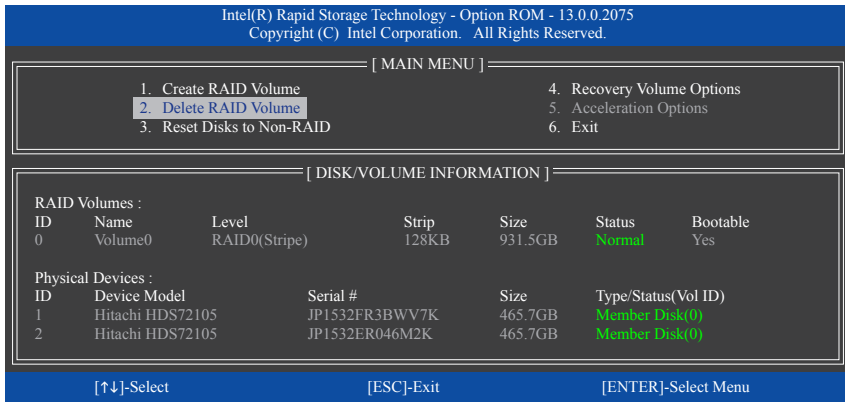 Intel(R) Rapid Storage Technology - Option ROM - 13.0.0.2075
Copyright (C) Intel Corporation. All Rights Reserved.
[ MAIN MENU ]
1. Create RAID Volume 4. Recovery Volume Options
2. Delete RAID Volume 5. Acceleration Options
3. Reset Disks to Non-RAID 6. Exit
[ DISK/VOLUME INFORMATION ]
RAID Volumes :
ID Name Level Strip Size Status Bootable
0 Volume0 RAID0(Stripe) 128KB 931.5GB Normal Yes
Physical Devices :
ID Device Model Serial # Size Type/Status(Vol ID)
1 Hitachi HDS72105 JP1532FR3BWV7K 465.7GB Member Disk(0)
2 Hitachi HDS72105 JP1532ER046M2K 465.7GB Member Disk(0)
[↑↓]-Select [ESC]-Exit [ENTER]-Select Menu